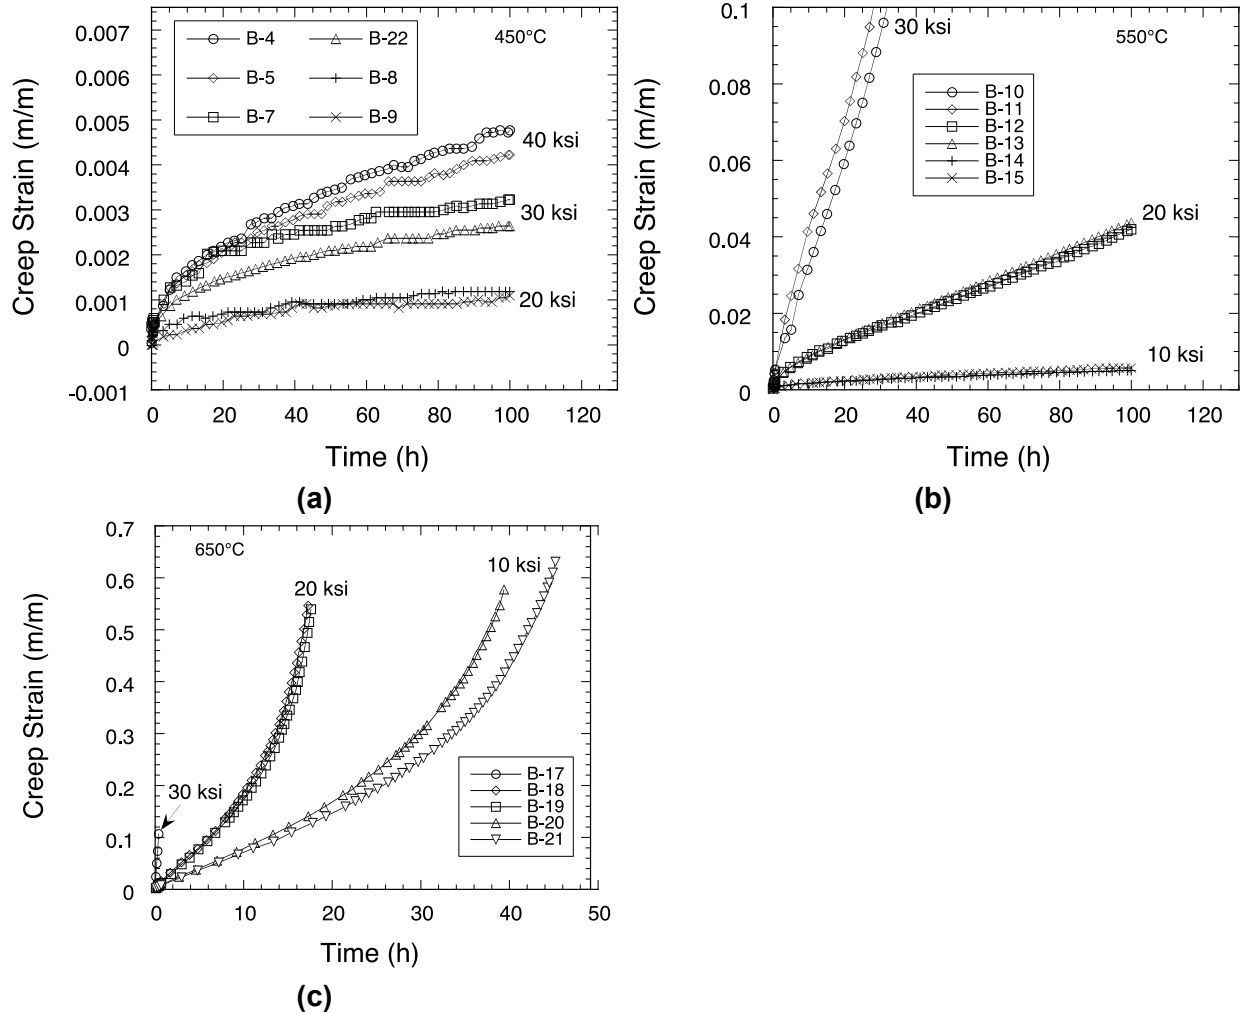 0.007
0.006
0.005
0.004
0.003
0.002
0.001
0
-0.001
Creep Strain (m/m)
B-4
B-5
B-7
B-22
B-8
B-9
450°C
40 ksi
30 ksi
20 ksi
0 20 40 60 80 100 120
Time (h)
(a)
0.1
0.08
0.06
0.04
0.02
0
Creep Strain (m/m)
30 ksi
550°C
B-10
B-11
B-12
B-13
B-14
B-15
20 ksi
10 ksi
0 20 40 60 80 100 120
Time (h)
(b)
0.7
0.6
0.5
0.4
0.3
0.2
0.1
0
Creep Strain (m/m)
650°C
20 ksi
10 ksi
30 ksi
B-17
B-18
B-19
B-20
B-21
0 10 20 30 40 50
Time (h)
(c)